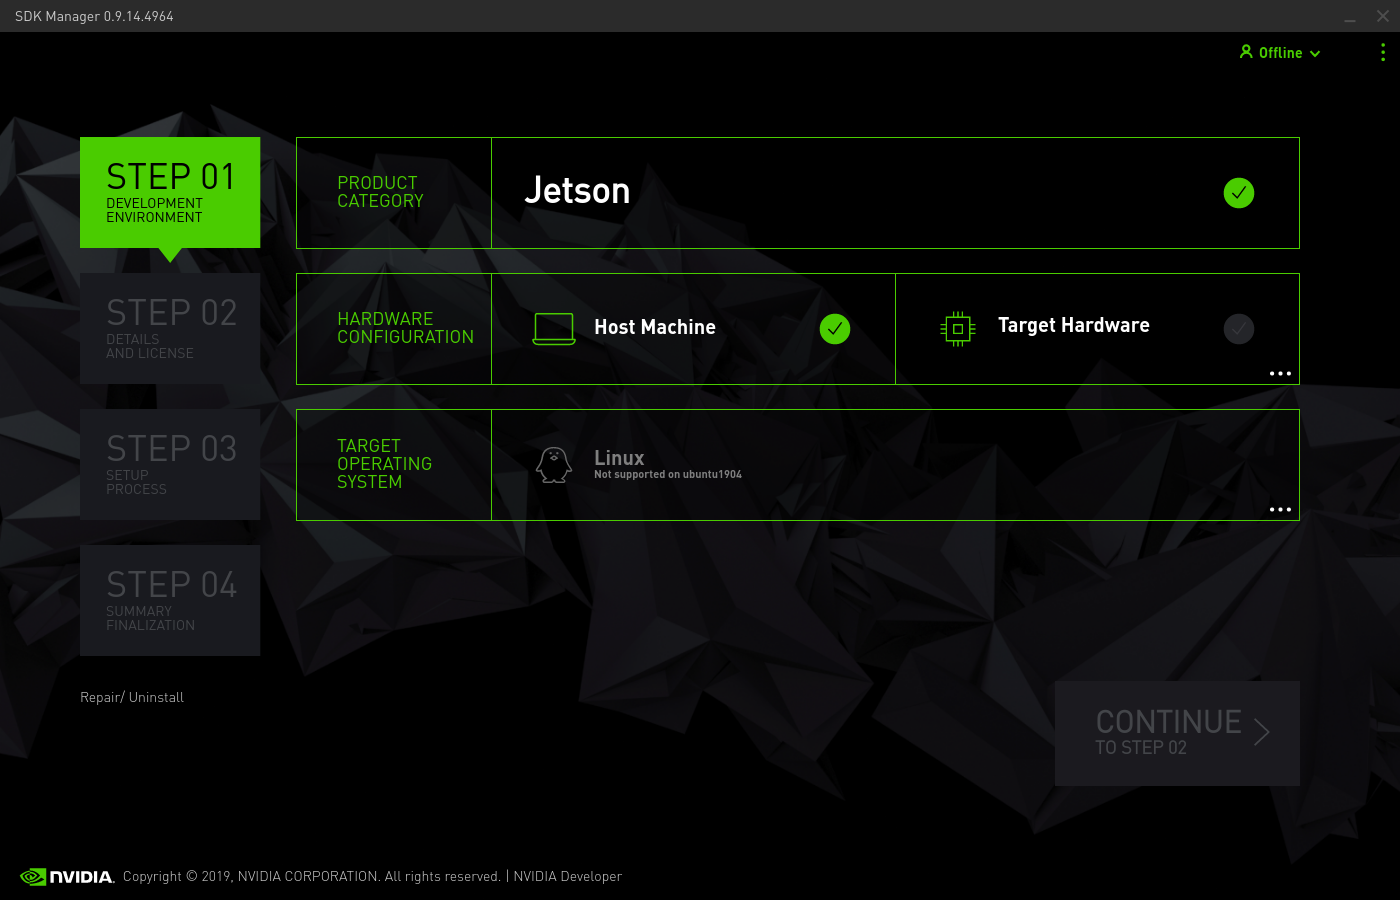 SDK Manager 0.9.14.4964
Offline
STEP 01
DEVELOPMENT
ENVIRONMENT
PRODUCT
CATEGORY
Jetson
STEP 02
DETAILS
AND LICENSE
HARDWARE
CONFIGURATION
Host Machine
Target Hardware
STEP 03
SETUP
PROCESS
TARGET
OPERATING
SYSTEM
Linux
Not supported on ubuntu1904
STEP 04
SUMMARY
FINALIZATION
Repair/ Uninstall
CONTINUE
TO STEP 02
NVIDIA. Copyright © 2019, NVIDIA CORPORATION. All rights reserved. | NVIDIA Developer